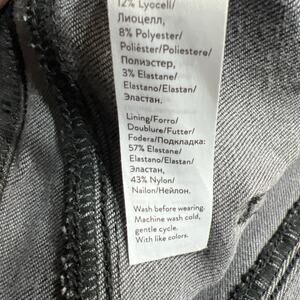 12% Lyocell/
Лиоцелл,
8% Polyester/
Poliéster/Poliestere/
Полиэстер,
3% Elastane/
Elastano/Elastan/
Эластан.
Lining/Forro/
Doublure/Futter/
Fodera/Подкладка:
57% Elastane/
Elastano/Elastan/
Эластан,
43% Nylon/
Nailon/Нейлон.
Wash before wearing.
Machine wash cold,
gentle cycle.
With like colors.